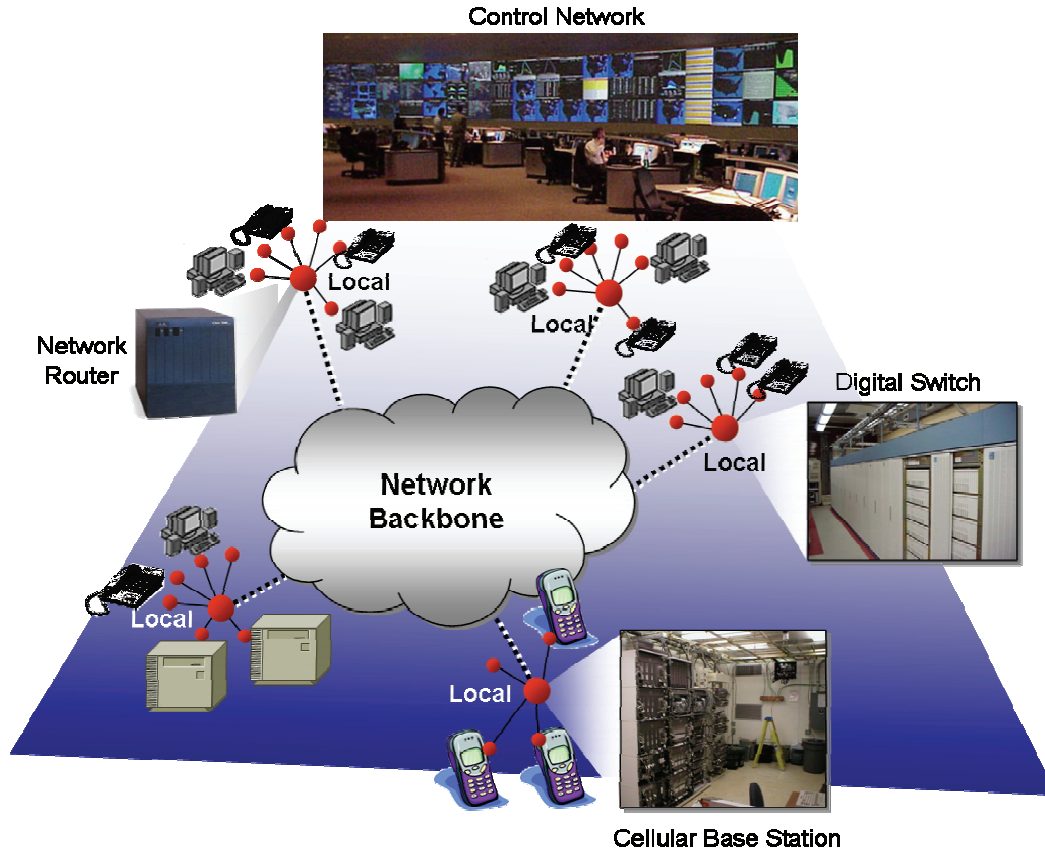 Control Network
Local
Local
Network
Router
Digital Switch
Local
Network
Backbone
Local
Local
Cellular Base Station